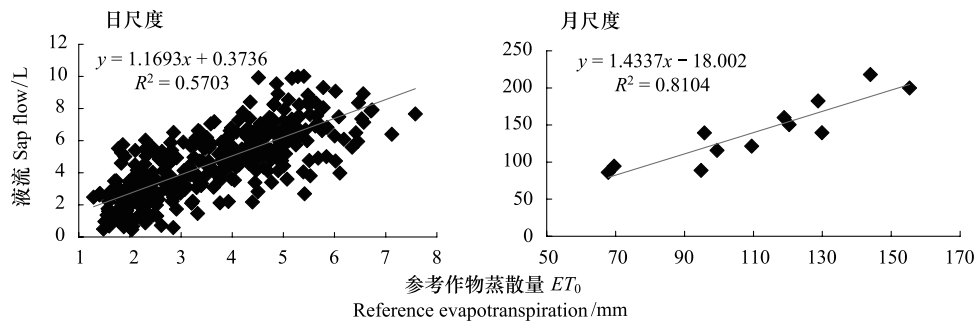 日尺度
月尺度
12
10
8
6
4
2
0
y = 1.1693x + 0.3736
R² = 0.5703
1 2 3 4 5 6 7 8
液流 Sap flow/L
250
200
150
100
50
0
y = 1.4337x − 18.002
R² = 0.8104
50 70 90 110 130 150 170
参考作物蒸散量 ET₀
Reference evapotranspiration /mm